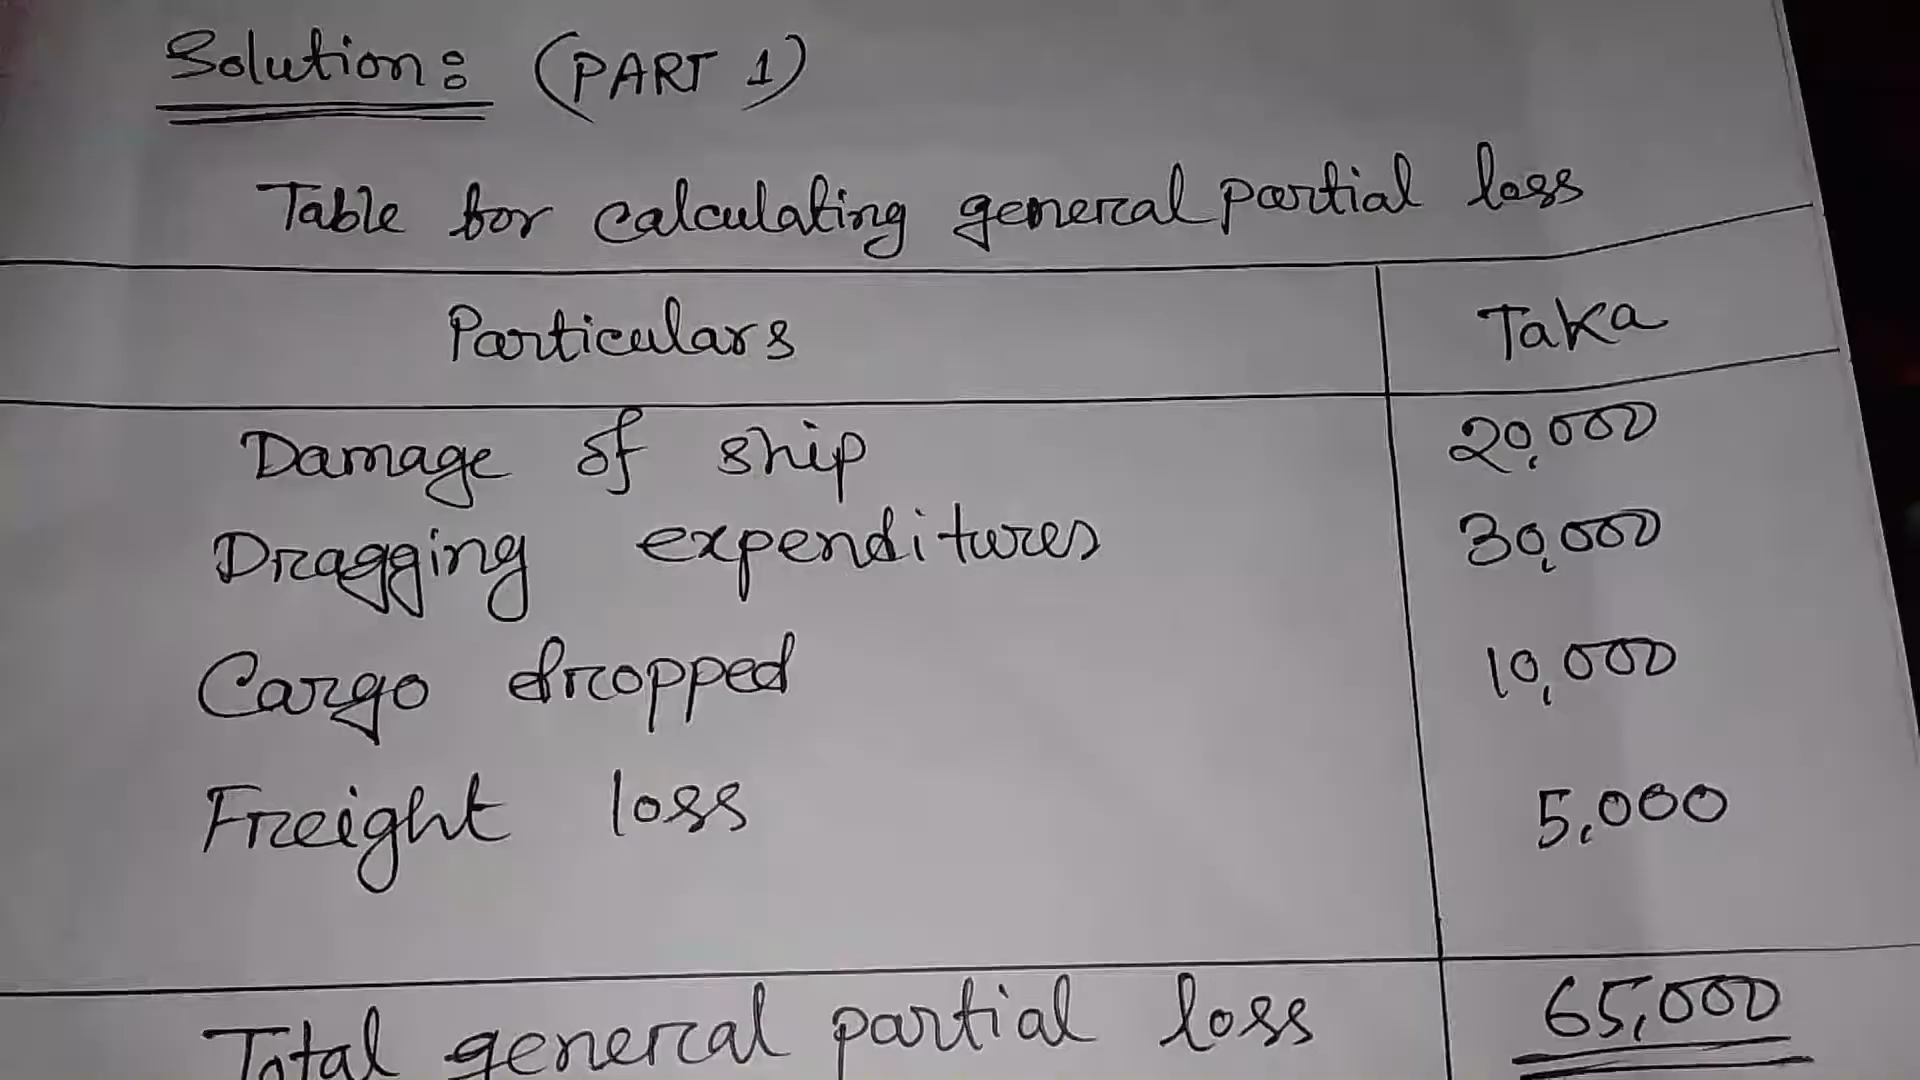 Solution: (PART 1)
Table for calculating general partial loss
Particulars Taka
Damage of ship 20,000
Dragging expenditures 30,000
Cargo dropped 10,000
Freight loss 5,000
Total general partial loss 65,000